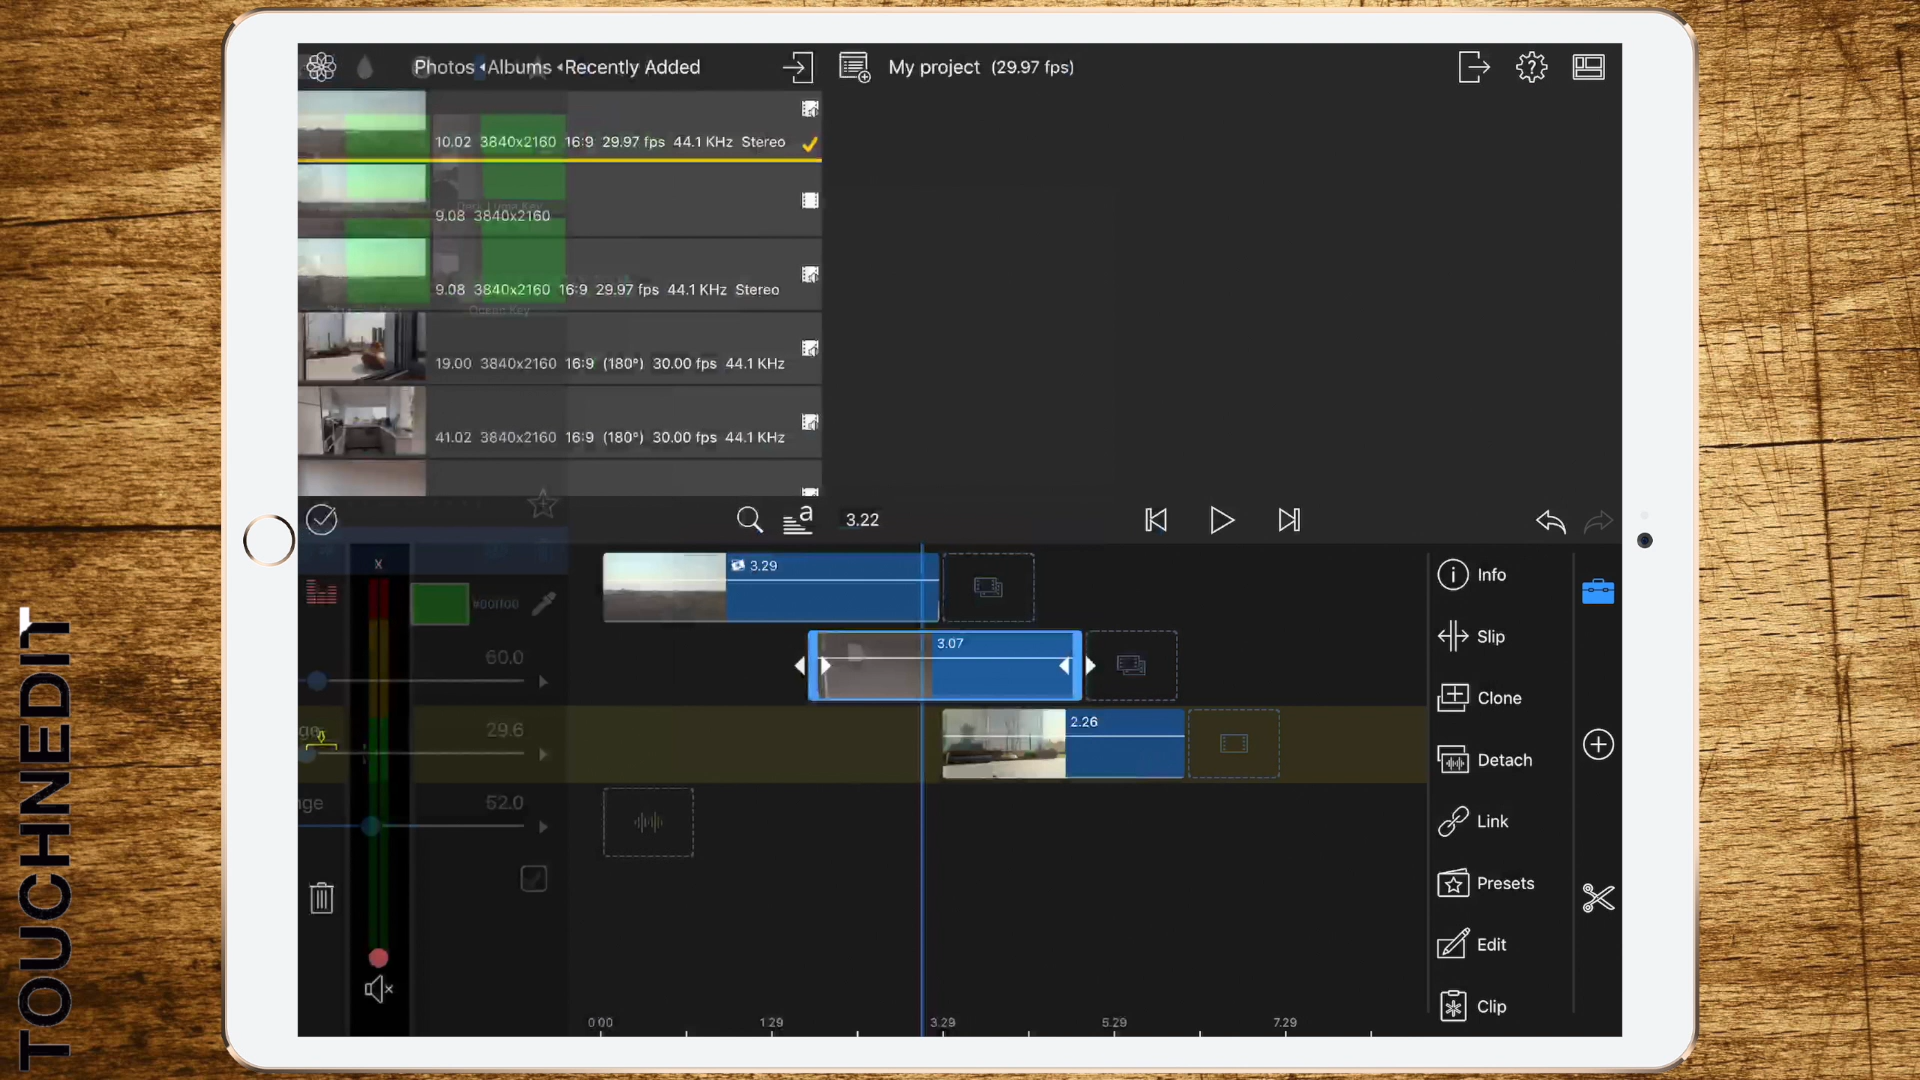 Photos Albums Recently Added
My project (29.97 fps)
10.02 3840x2160 16:9 29.97 fps 44.1 KHz Stereo
9.08 3840x2160
9.08 3840x2160 16:9 29.97 fps 44.1 KHz Stereo
Ocean Key
19.00 3840x2160 16:9 (180°) 30.00 fps 44.1 KHz
41.02 3840x2160 16:9 (180°) 30.00 fps 44.1 KHz
a
3.22
x
3.29
#00ff00
3.07
60.0
29.6
2.26
52.0
Info
Slip
Clone
Detach
Link
Presets
Edit
Clip
0:00 1:29 3:29 5:29 7:29
TOUCHNEDIT